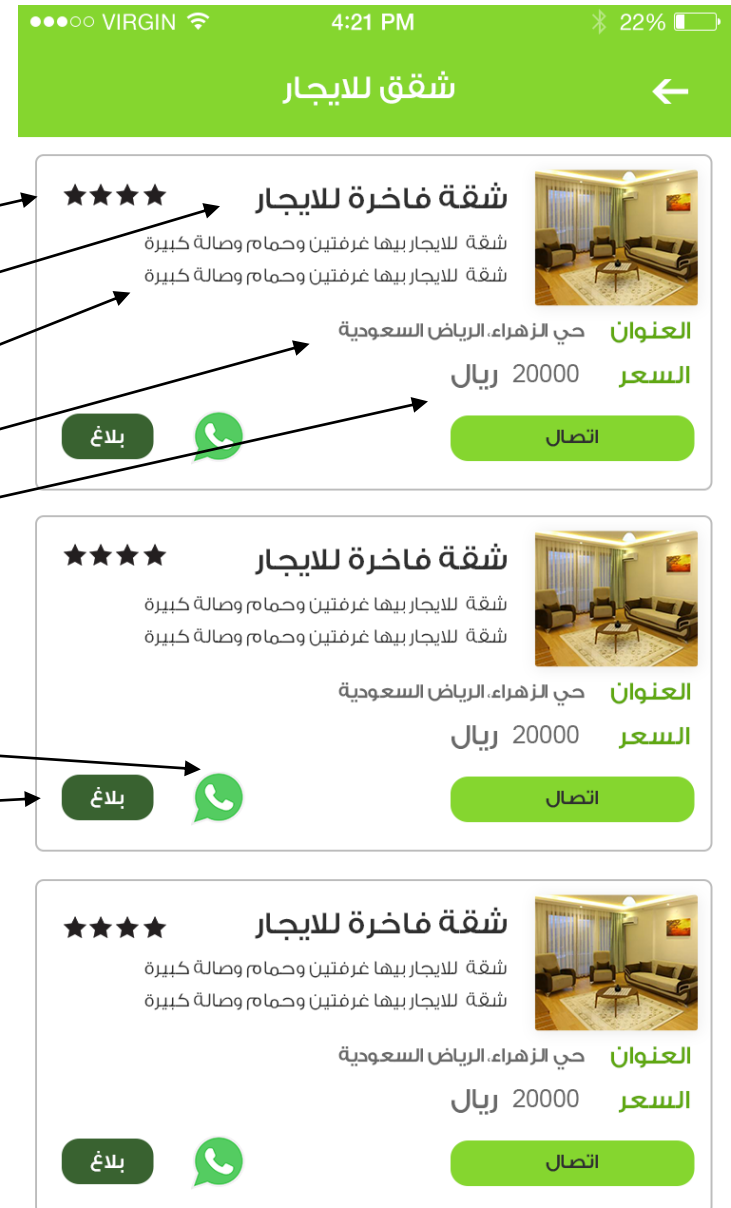 ●●●○○ VIRGIN 4:21 PM 22%
شقق للايجار
شقة فاخرة للايجار ★★★★
شقة للايجار بيها غرفتين وحمام وصالة كبيرة
شقة للايجار بيها غرفتين وحمام وصالة كبيرة
العنوان حي الزهراء، الرياض السعودية
السعر 20000 ريال
اتصال بلاغ
شقة فاخرة للايجار ★★★★
شقة للايجار بيها غرفتين وحمام وصالة كبيرة
شقة للايجار بيها غرفتين وحمام وصالة كبيرة
العنوان حي الزهراء، الرياض السعودية
السعر 20000 ريال
اتصال بلاغ
شقة فاخرة للايجار ★★★★
شقة للايجار بيها غرفتين وحمام وصالة كبيرة
شقة للايجار بيها غرفتين وحمام وصالة كبيرة
العنوان حي الزهراء، الرياض السعودية
السعر 20000 ريال
اتصال بلاغ